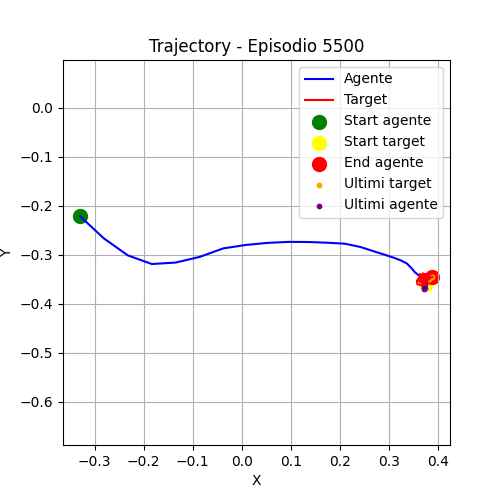 Trajectory - Episodio 5500
Agente
Target
Start agente
Start target
End agente
Ultimi target
Ultimi agente
0.0
−0.1
−0.2
−0.3
−0.4
−0.5
−0.6
Y
−0.3
−0.2
−0.1
0.0
0.1
0.2
0.3
0.4
X